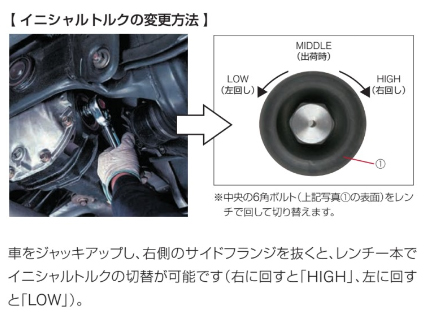 【 イニシャルトルクの変更方法 】
MIDDLE
(出荷時)
LOW
(左回し)
HIGH
(右回し)
①
※中央の6角ボルト(上記写真①の表面)をレン
チで回して切り替えます。
車をジャッキアップし、右側のサイドフランジを抜くと、レンチ一本で
イニシャルトルクの切替が可能です(右に回すと「HIGH」、左に回す
と「LOW」)。